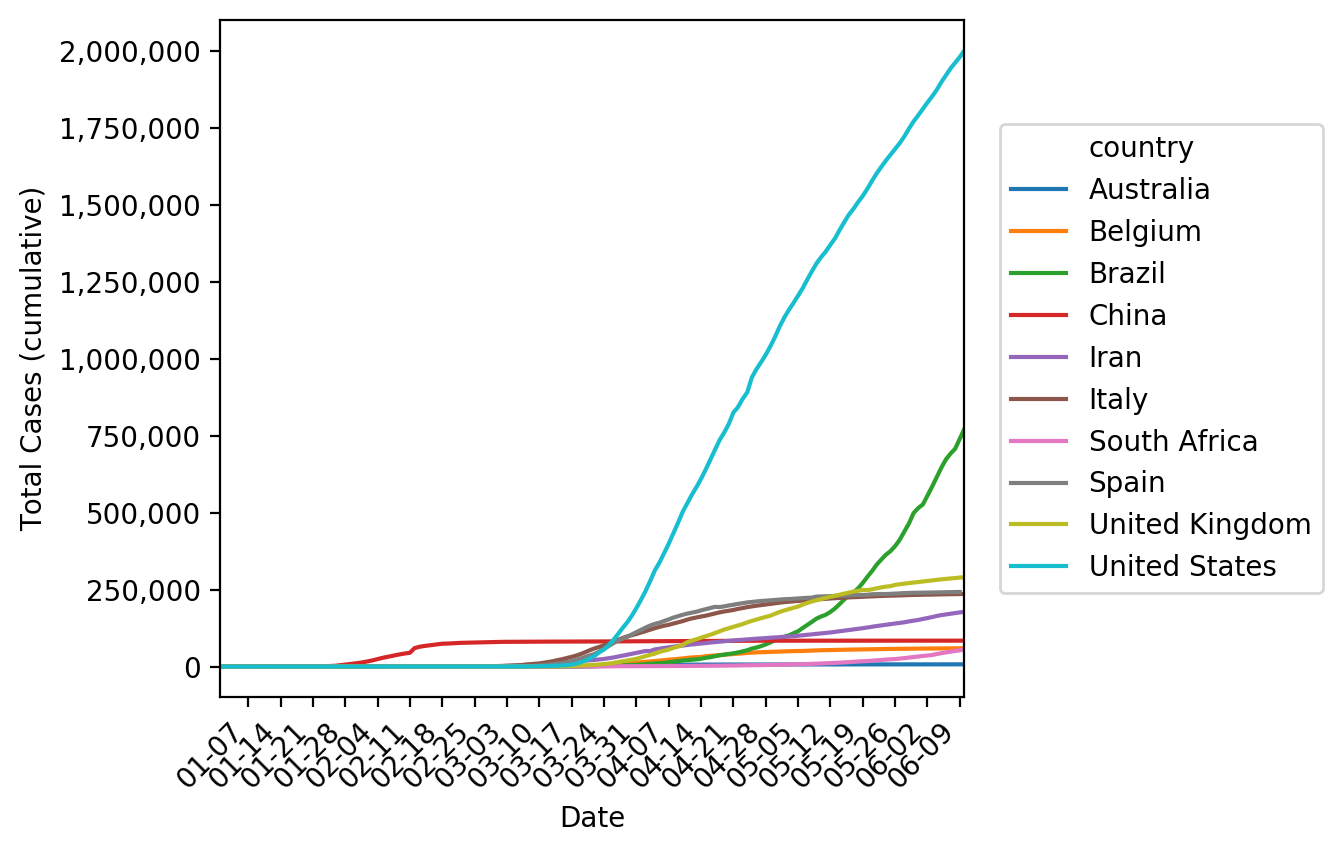 2,000,000
1,750,000
1,500,000
1,250,000
1,000,000
750,000
500,000
250,000
0
Total Cases (cumulative)
01-07
01-14
01-21
01-28
02-04
02-11
02-18
02-25
03-03
03-10
03-17
03-24
03-31
04-07
04-14
04-21
04-28
05-05
05-12
05-19
05-26
06-02
06-09
Date
country
Australia
Belgium
Brazil
China
Iran
Italy
South Africa
Spain
United Kingdom
United States